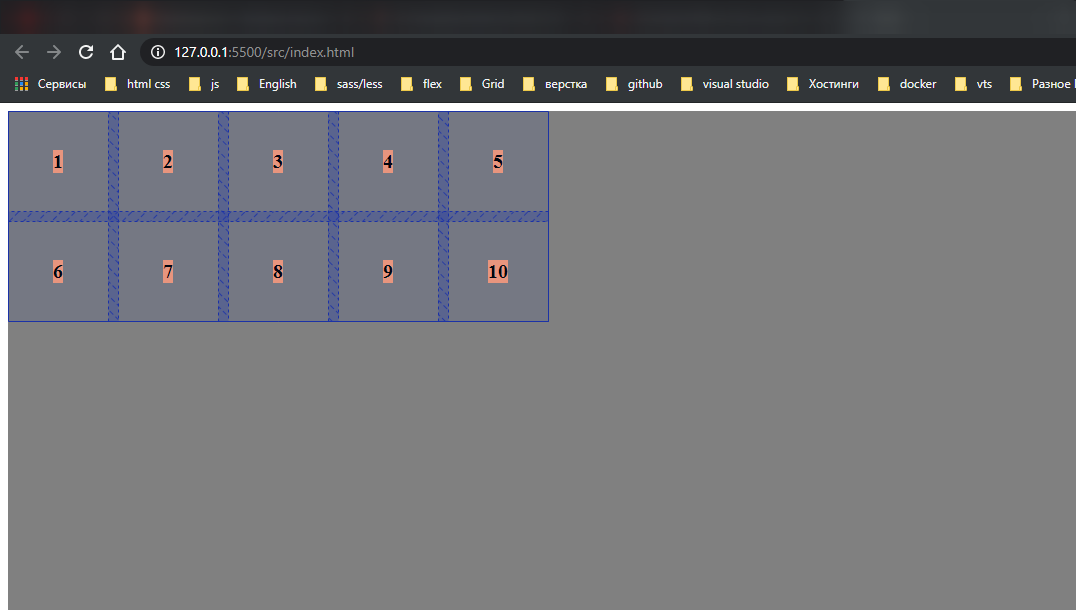 127.0.0.1:5500/src/index.html
Сервисы html css js English sass/less flex Grid верстка github visual studio Хостинги docker vts Разное
1 2 3 4 5
6 7 8 9 10